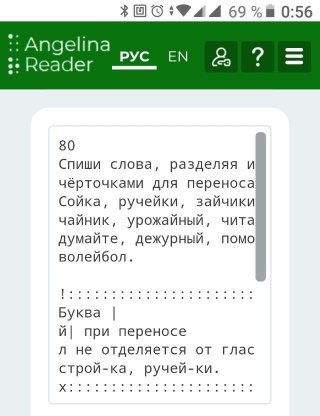 69 % 0:56
Angelina
Reader
РУС EN
?
80
Спиши слова, разделяя и
чёрточками для переноса
Сойка, ручейки, зайчики
чайник, урожайный, чита
думайте, дежурный, помо
волейбол.
!::::::::::::::::::::::
Буква |
й| при переносе
л не отделяется от глас
строй-ка, ручей-ки.
х::::::::::::::::::::::